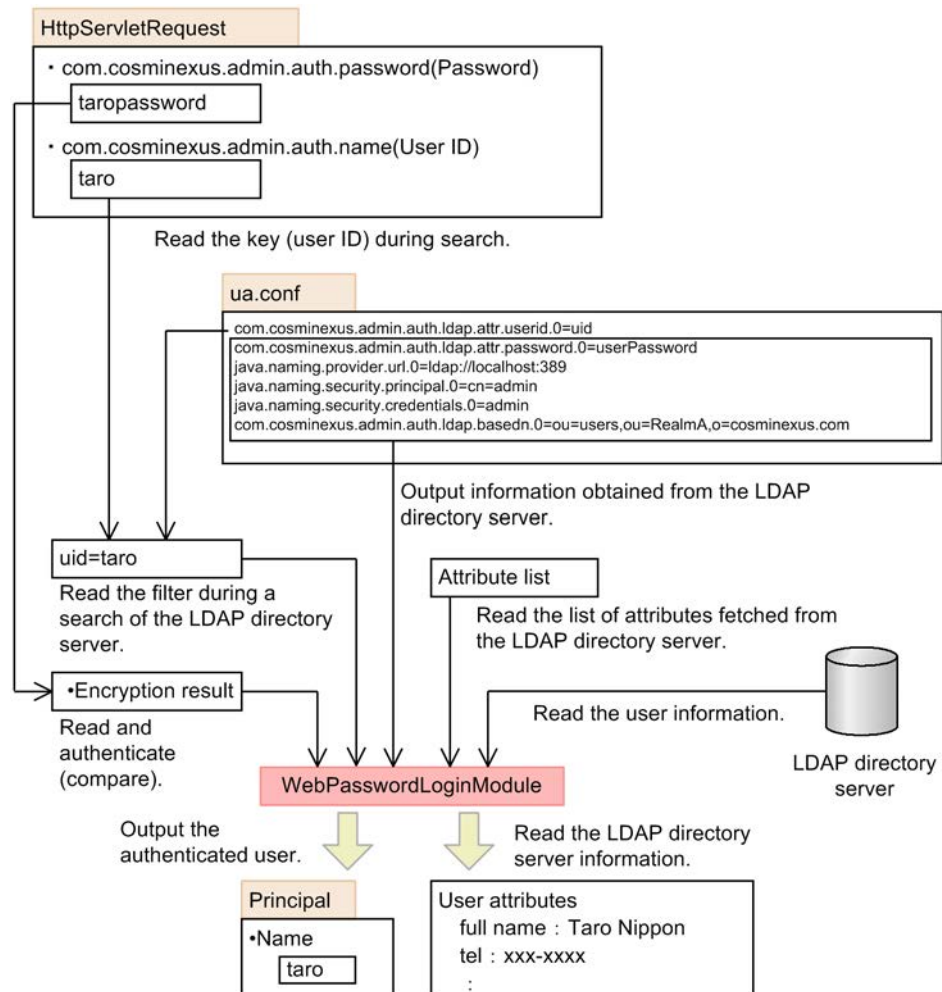 HttpServletRequest
・com.cosminexus.admin.auth.password(Password)
taropassword
・com.cosminexus.admin.auth.name(User ID)
taro
Read the key (user ID) during search.
ua.conf
com.cosminexus.admin.auth.ldap.attr.userid.0=uid
com.cosminexus.admin.auth.ldap.attr.password.0=userPassword
java.naming.provider.url.0=ldap://localhost:389
java.naming.security.principal.0=cn=admin
java.naming.security.credentials.0=admin
com.cosminexus.admin.auth.ldap.basedn.0=ou=users,ou=RealmA,o=cosminexus.com
Output information obtained from the LDAP
directory server.
uid=taro
Read the filter during a
search of the LDAP directory
server.
Attribute list
Read the list of attributes fetched from
the LDAP directory server.
•Encryption result
Read and
authenticate
(compare).
Read the user information.
LDAP directory
server
WebPasswordLoginModule
Output the
authenticated user.
Read the LDAP directory
server information.
Principal
•Name
taro
User attributes
full name : Taro Nippon
tel : xxx-xxxx
: